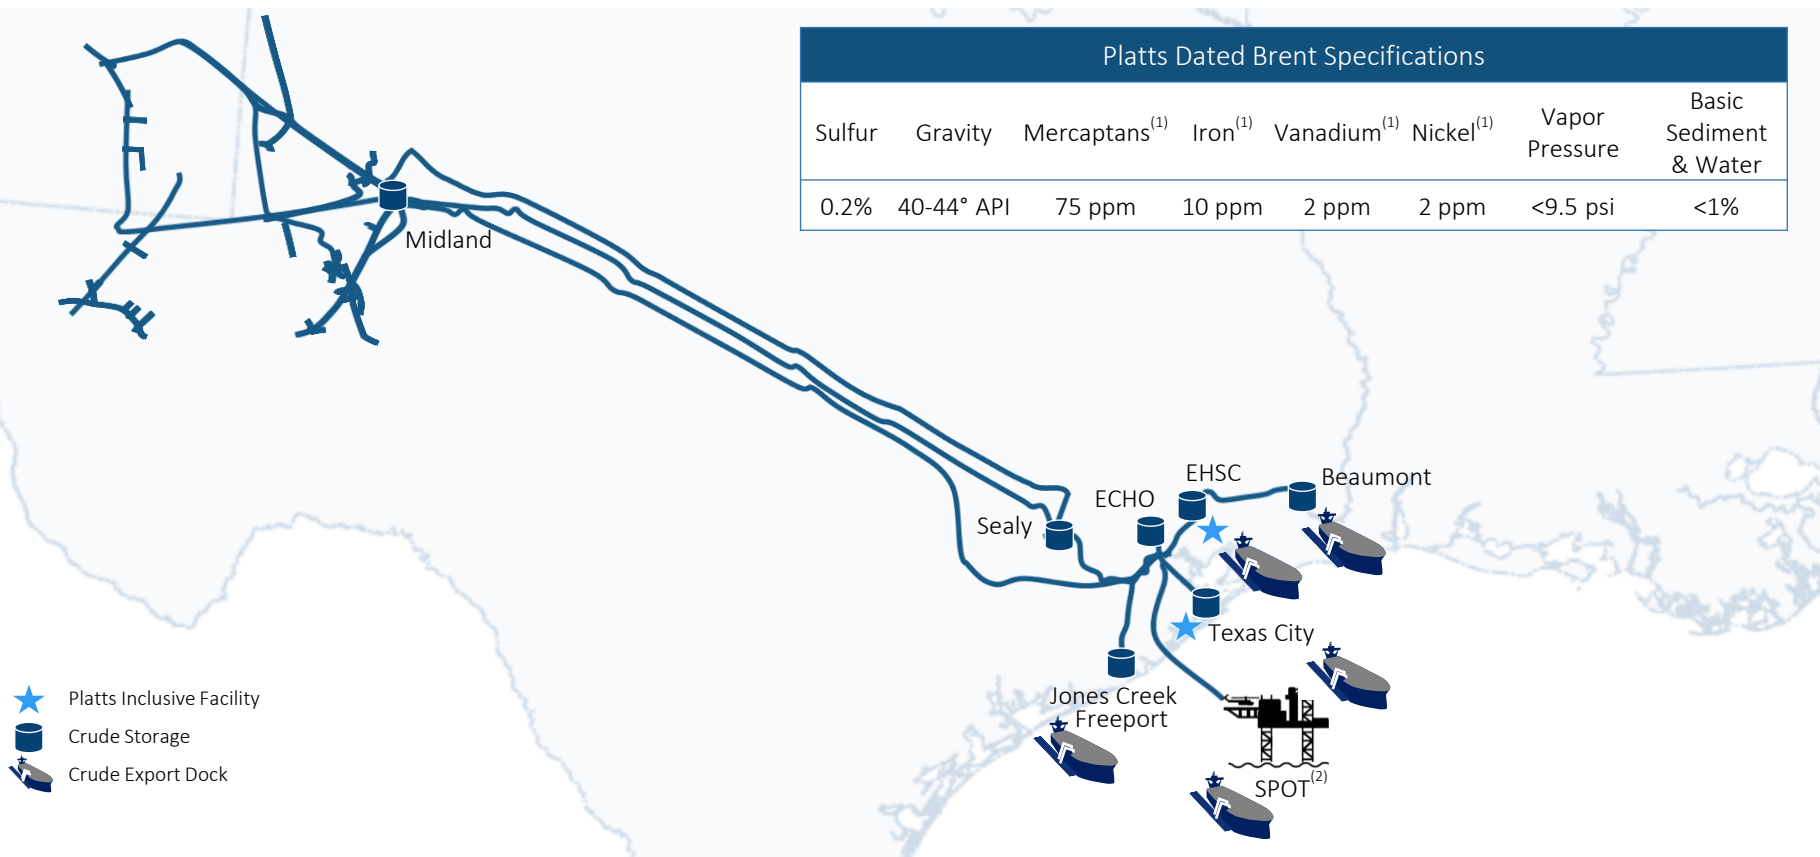 Platts Dated Brent Specifications
Sulfur Gravity Mercaptans(1) Iron(1) Vanadium(1) Nickel(1) Vapor Pressure Basic Sediment & Water
0.2% 40-44° API 75 ppm 10 ppm 2 ppm 2 ppm <9.5 psi <1%
Midland
EHSC
Beaumont
ECHO
Sealy
Texas City
Jones Creek
Freeport
SPOT(2)
Platts Inclusive Facility
Crude Storage
Crude Export Dock